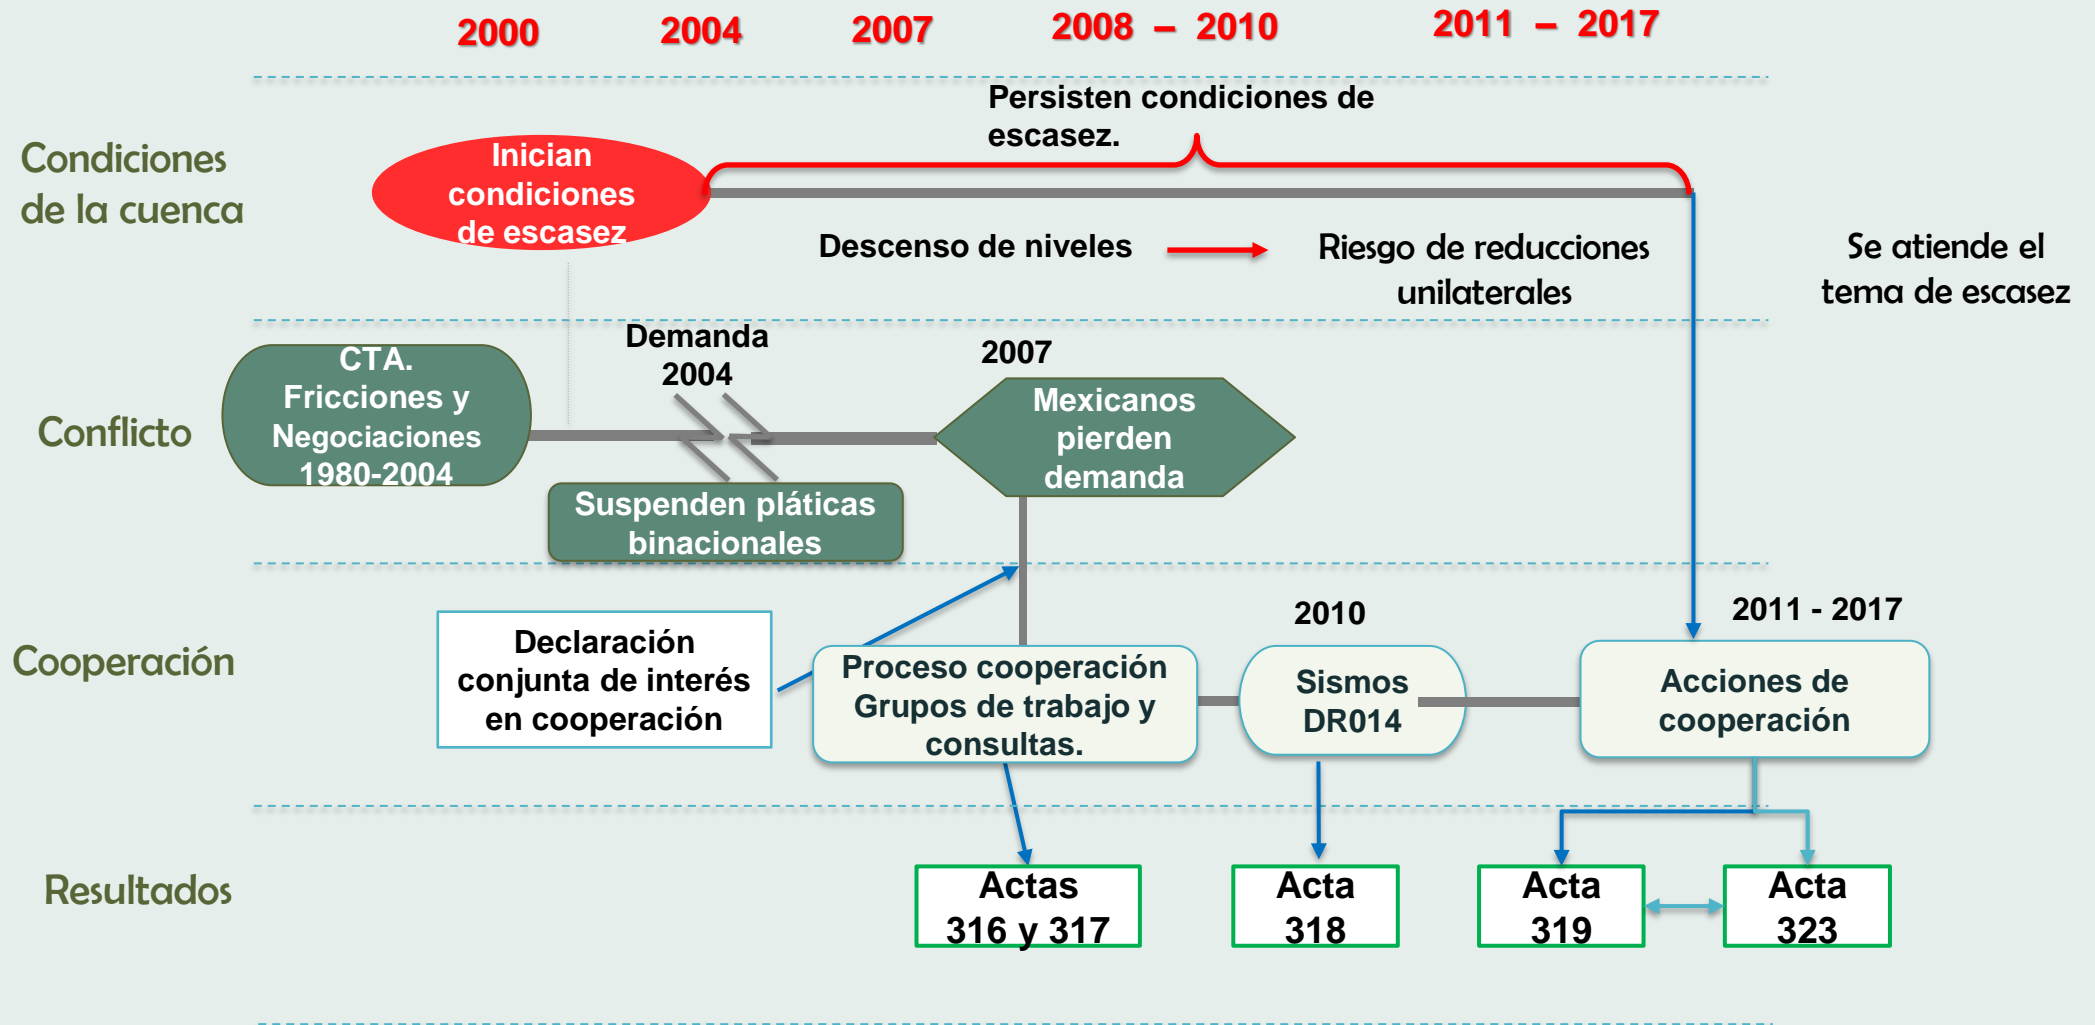 2000 2004 2007 2008 – 2010 2011 – 2017
Condiciones
de la cuenca
Inician
condiciones
de escasez
Persisten condiciones de
escasez.
Descenso de niveles
Riesgo de reducciones
unilaterales
Se atiende el
tema de escasez
Conflicto
CTA.
Fricciones y
Negociaciones
1980-2004
Demanda
2004
Suspenden pláticas
binacionales
2007
Mexicanos
pierden
demanda
Cooperación
Declaración
conjunta de interés
en cooperación
Proceso cooperación
Grupos de trabajo y
consultas.
2010
Sismos
DR014
2011 - 2017
Acciones de
cooperación
Resultados
Actas
316 y 317
Acta
318
Acta
319
Acta
323